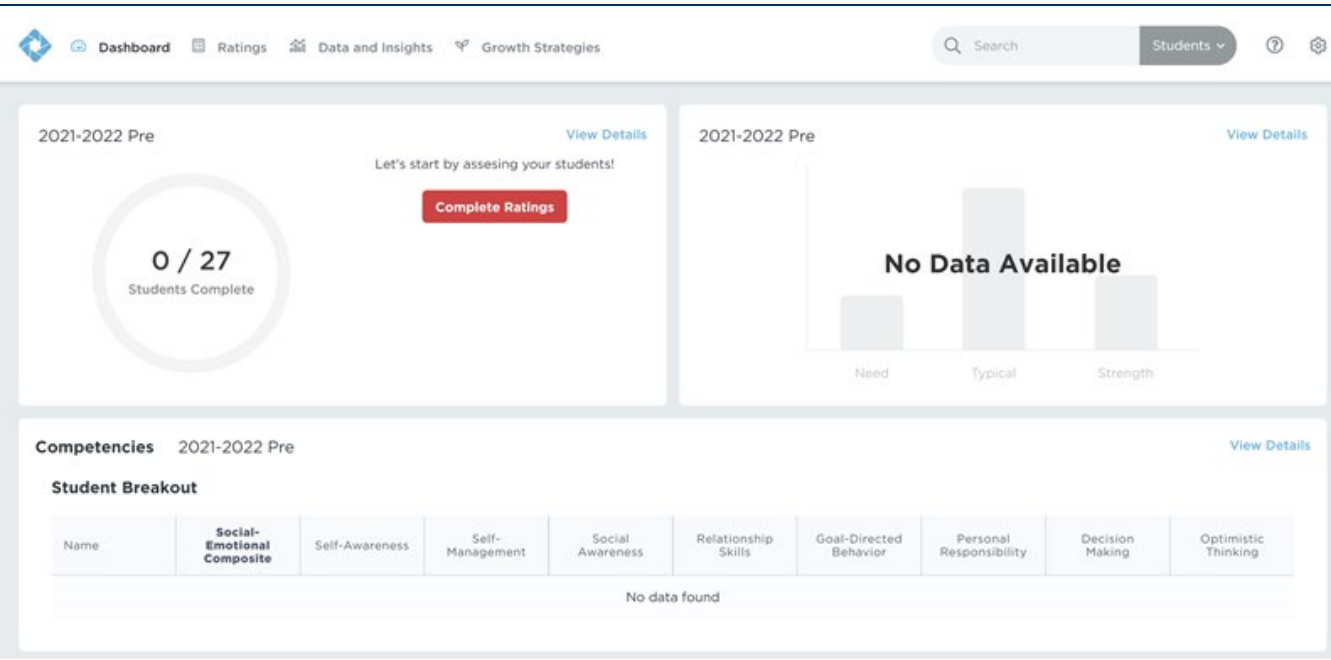 Dashboard Ratings Data and Insights Growth Strategies Search Students
2021-2022 Pre View Details
Let's start by assesing your students!
Complete Ratings
0 / 27
Students Complete
2021-2022 Pre View Details
No Data Available
Need Typical Strength
Competencies 2021-2022 Pre View Details
Student Breakout
Name Social-Emotional Composite Self-Awareness Self-Management Social Awareness Relationship Skills Goal-Directed Behavior Personal Responsibility Decision Making Optimistic Thinking
No data found